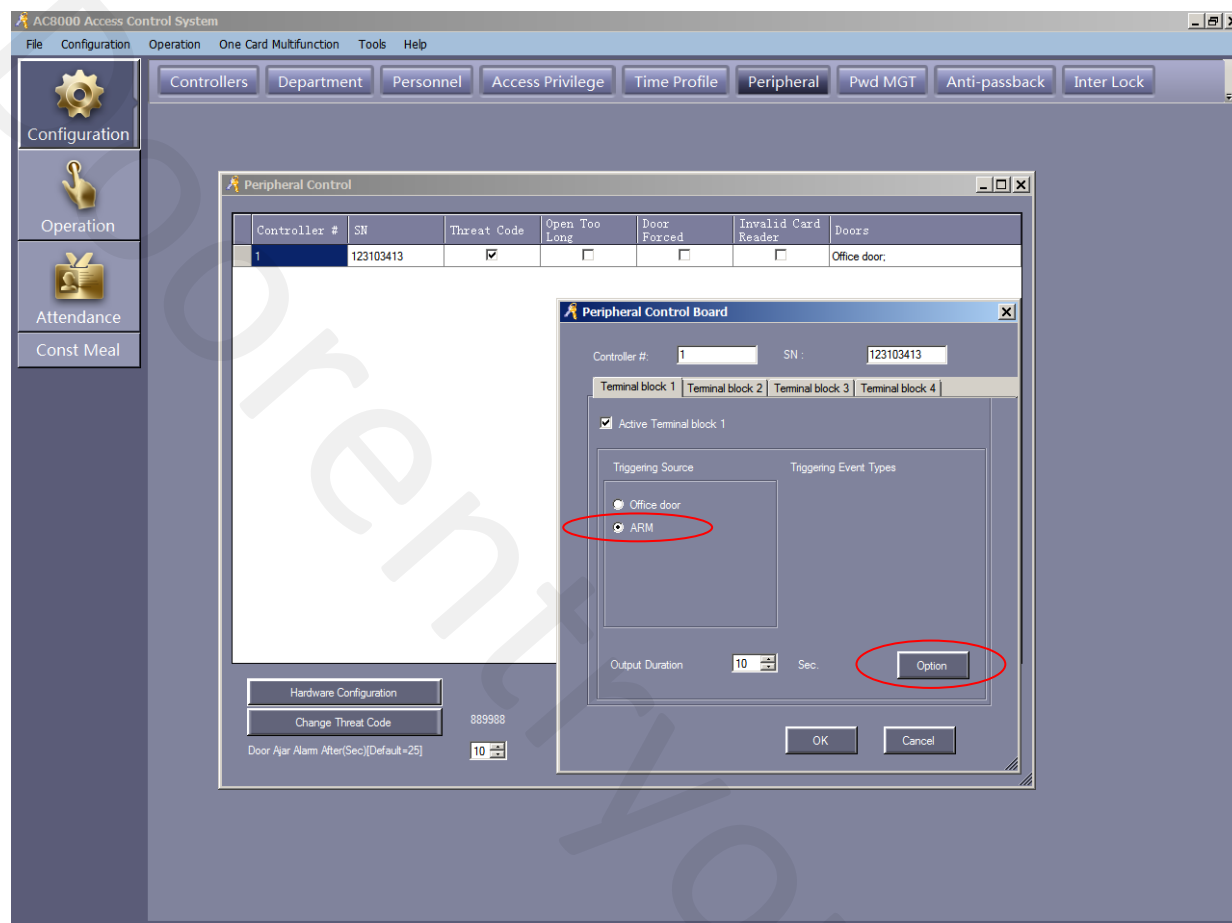 AC8000 Access Control System
File Configuration Operation One Card Multifunction Tools Help
Controllers Department Personnel Access Privilege Time Profile Peripheral Pwd MGT Anti-passback Inter Lock
Configuration
Operation
Attendance
Const Meal
Peripheral Control
Controller # SN Threat Code Open Too Long Door Forced Invalid Card Reader Doors
1 123103413 Office door;
Peripheral Control Board
Controller #: 1 SN : 123103413
Terminal block 1 Terminal block 2 Terminal block 3 Terminal block 4
Active Terminal block 1
Triggering Source Triggering Event Types
Office door
ARM
Output Duration 10 Sec. Option
OK Cancel
Hardware Configuration
Change Threat Code 889988
Door Ajar Alarm After(Sec)[Default=25] 10